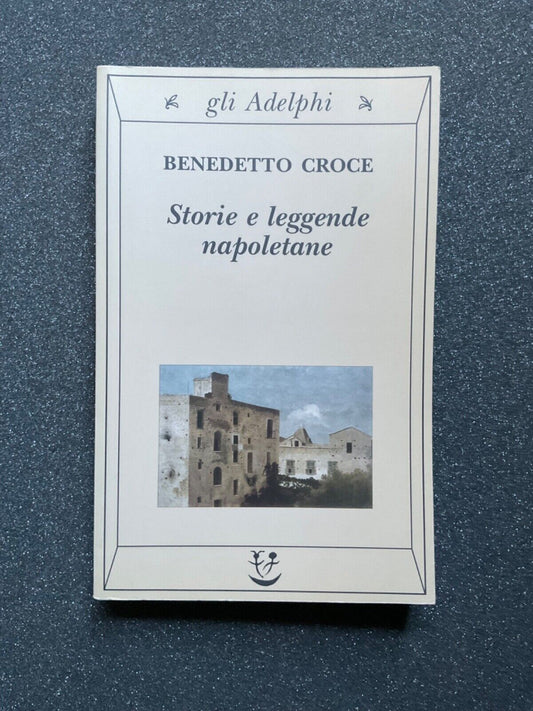 gli Adelphi
BENEDETTO CROCE
Storie e leggende
napoletane